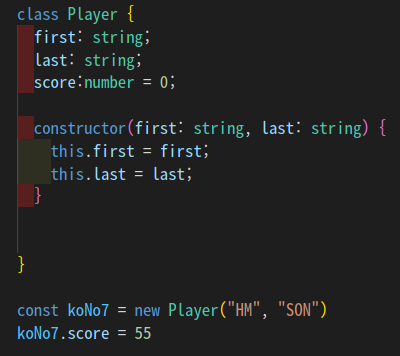 class Player {
  first: string;
  last: string;
  score:number = 0;

  constructor(first: string, last: string) {
    this.first = first;
    this.last = last;
  }

}

const koNo7 = new Player("HM", "SON")
koNo7.score = 55